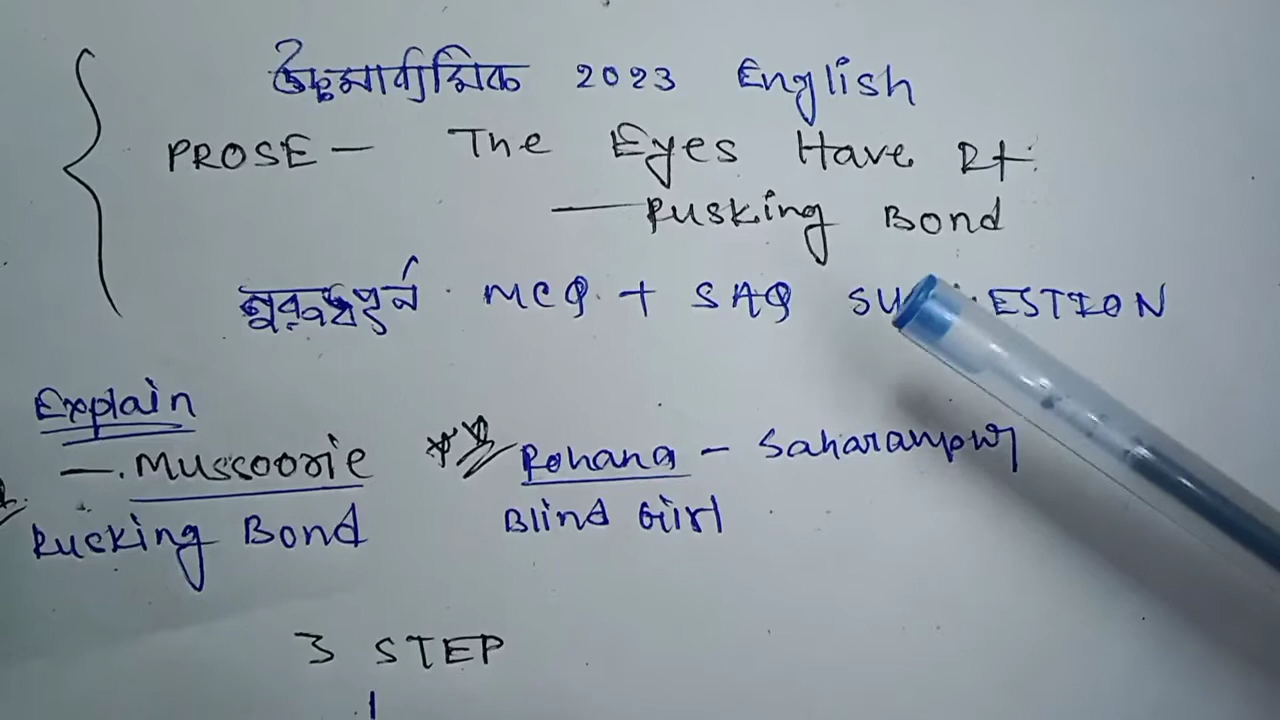 উচ্চমাধ্যমিক 2023 English
PROSE — The Eyes Have It.
— Rusking Bond
গুরুত্বপূর্ন MCQ + SAQ SU ESTION
Explain
— . Mussoorie
Rohana - Saharanpur
Rucking Bond
Blind Girl
3 STEP